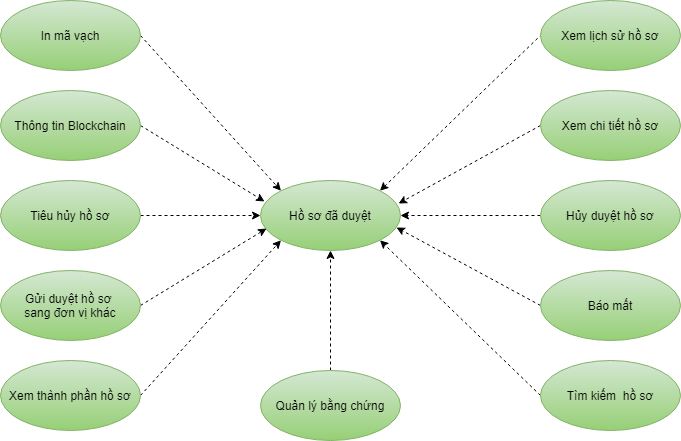 In mã vạch
Xem lịch sử hồ sơ
Thông tin Blockchain
Xem chi tiết hồ sơ
Tiêu hủy hồ sơ
Hồ sơ đã duyệt
Hủy duyệt hồ sơ
Gửi duyệt hồ sơ
sang đơn vị khác
Báo mất
Xem thành phần hồ sơ
Quản lý bằng chứng
Tìm kiếm hồ sơ